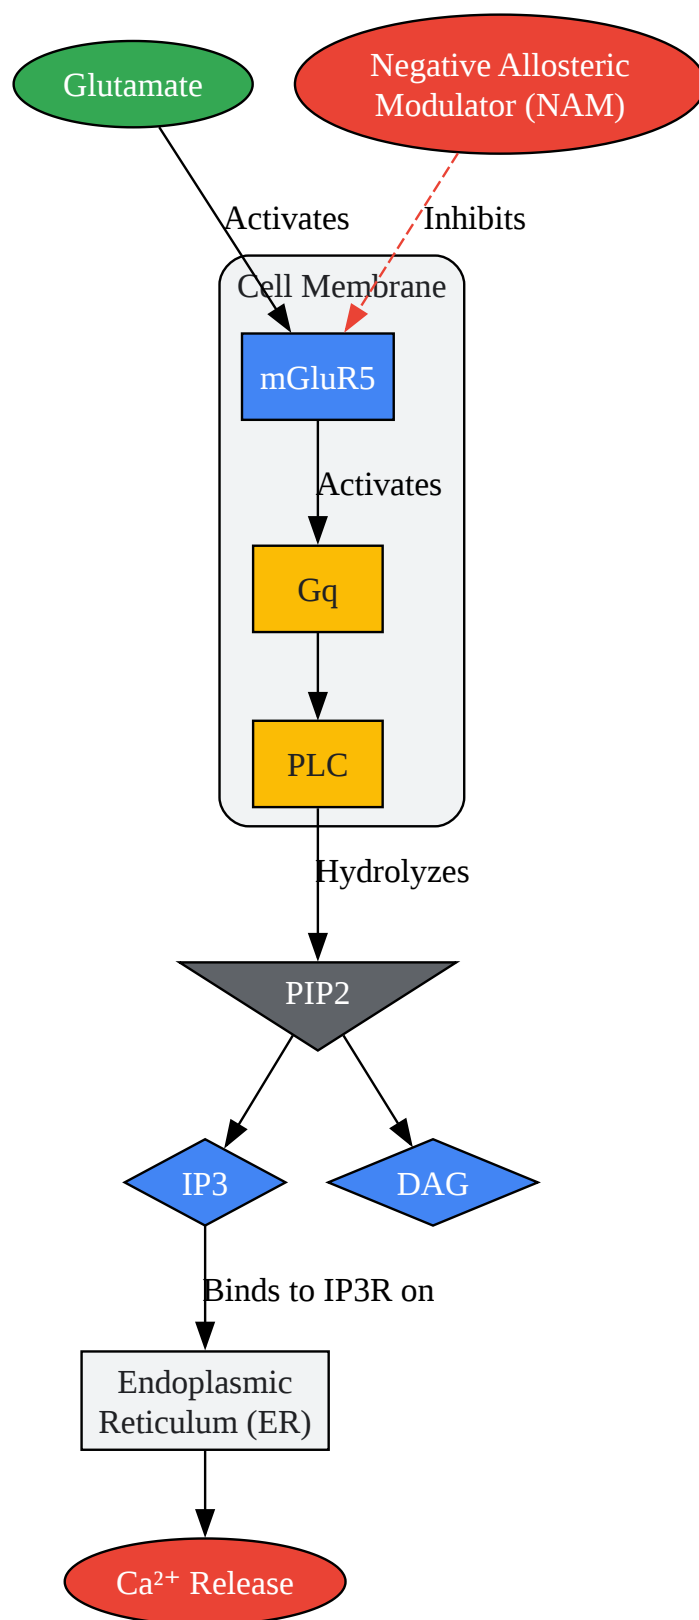 Glutamate
Negative Allosteric
Modulator (NAM)
Activates
Inhibits
Cell Membrane
mGluR5
Activates
Gq
PLC
Hydrolyzes
PIP2
IP3
DAG
Binds to IP3R on
Endoplasmic
Reticulum (ER)
Ca²⁺ Release